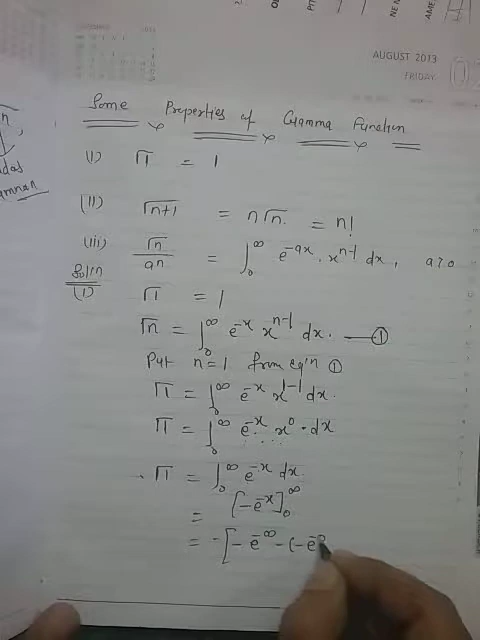 AUGUST 2013
FRIDAY
Some Properties of Gamma Function
(i) Γ1 = 1
(ii) Γn+1 = nΓn = n!
(iii) Γn/aⁿ = ∫₀^∞ e^-ax . x^n-1 dx, a>0
Sol'n
(i) Γ1 = 1
Γn = ∫₀^∞ e^-x x^n-1 dx. — ①
Put n=1 from eq'n ①
Γ1 = ∫₀^∞ e^-x x^1-1 dx.
Γ1 = ∫₀^∞ e^-x x^0 . dx
Γ1 = ∫₀^∞ e^-x dx.
= [-e^-x]₀^∞
= -[-e^-∞ - (-e^-0